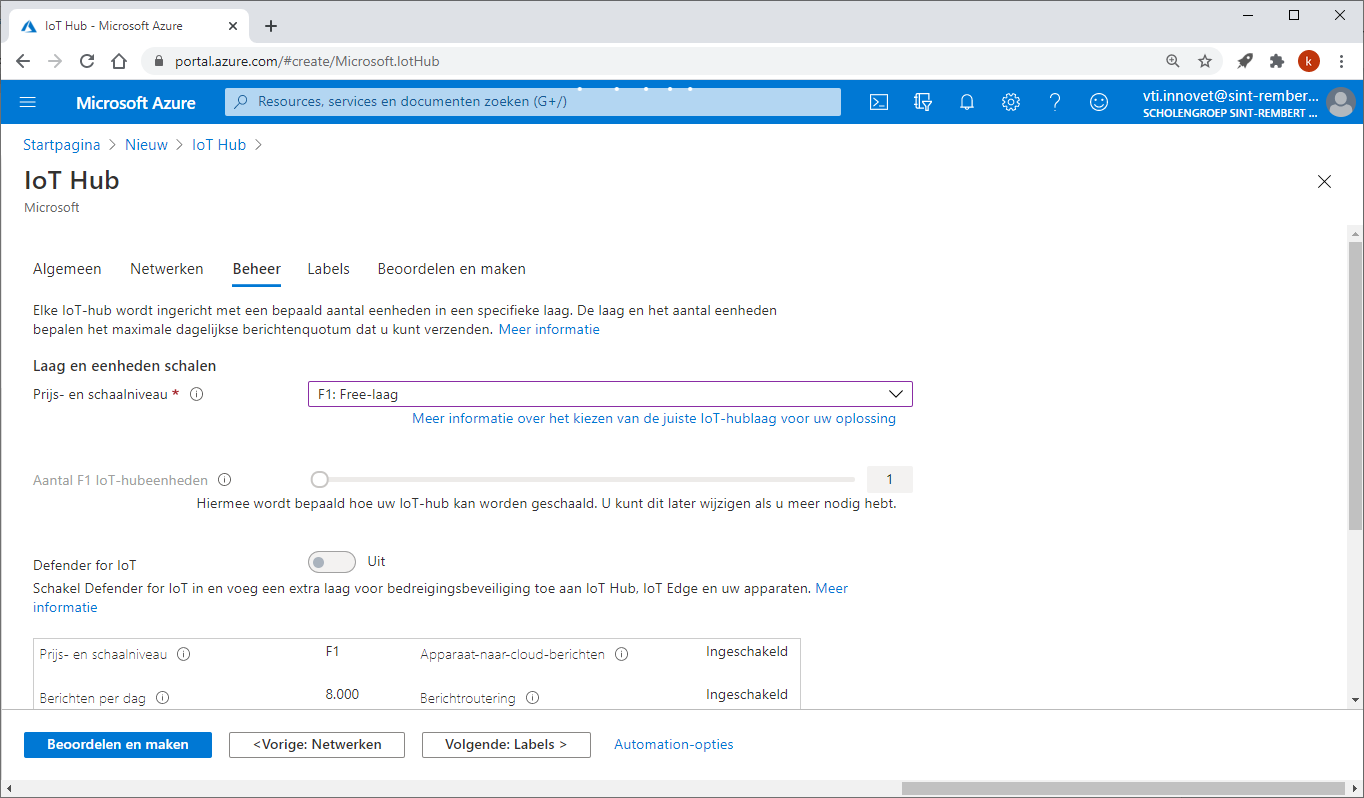 IoT Hub - Microsoft Azure
portal.azure.com/#create/Microsoft.IotHub
k
Microsoft Azure
Resources, services en documenten zoeken (G+/)
vti.innovet@sint-rember...
SCHOLENGROEP SINT-REMBERT ...
Startpagina > Nieuw > IoT Hub >
IoT Hub
Microsoft
Algemeen Netwerken Beheer Labels Beoordelen en maken
Elke IoT-hub wordt ingericht met een bepaald aantal eenheden in een specifieke laag. De laag en het aantal eenheden
bepalen het maximale dagelijkse berichtenquotum dat u kunt verzenden. Meer informatie
Laag en eenheden schalen
Prijs- en schaalniveau * F1: Free-laag
Meer informatie over het kiezen van de juiste IoT-hublaag voor uw oplossing
Aantal F1 IoT-hubeenheden 1
Hiermee wordt bepaald hoe uw IoT-hub kan worden geschaald. U kunt dit later wijzigen als u meer nodig hebt.
Defender for IoT Uit
Schakel Defender for IoT in en voeg een extra laag voor bedreigingsbeveiliging toe aan IoT Hub, IoT Edge en uw apparaten. Meer
informatie
Prijs- en schaalniveau F1 Apparaat-naar-cloud-berichten Ingeschakeld
Berichten per dag 8.000 Berichtroutering Ingeschakeld
Beoordelen en maken <Vorige: Netwerken Volgende: Labels > Automation-opties